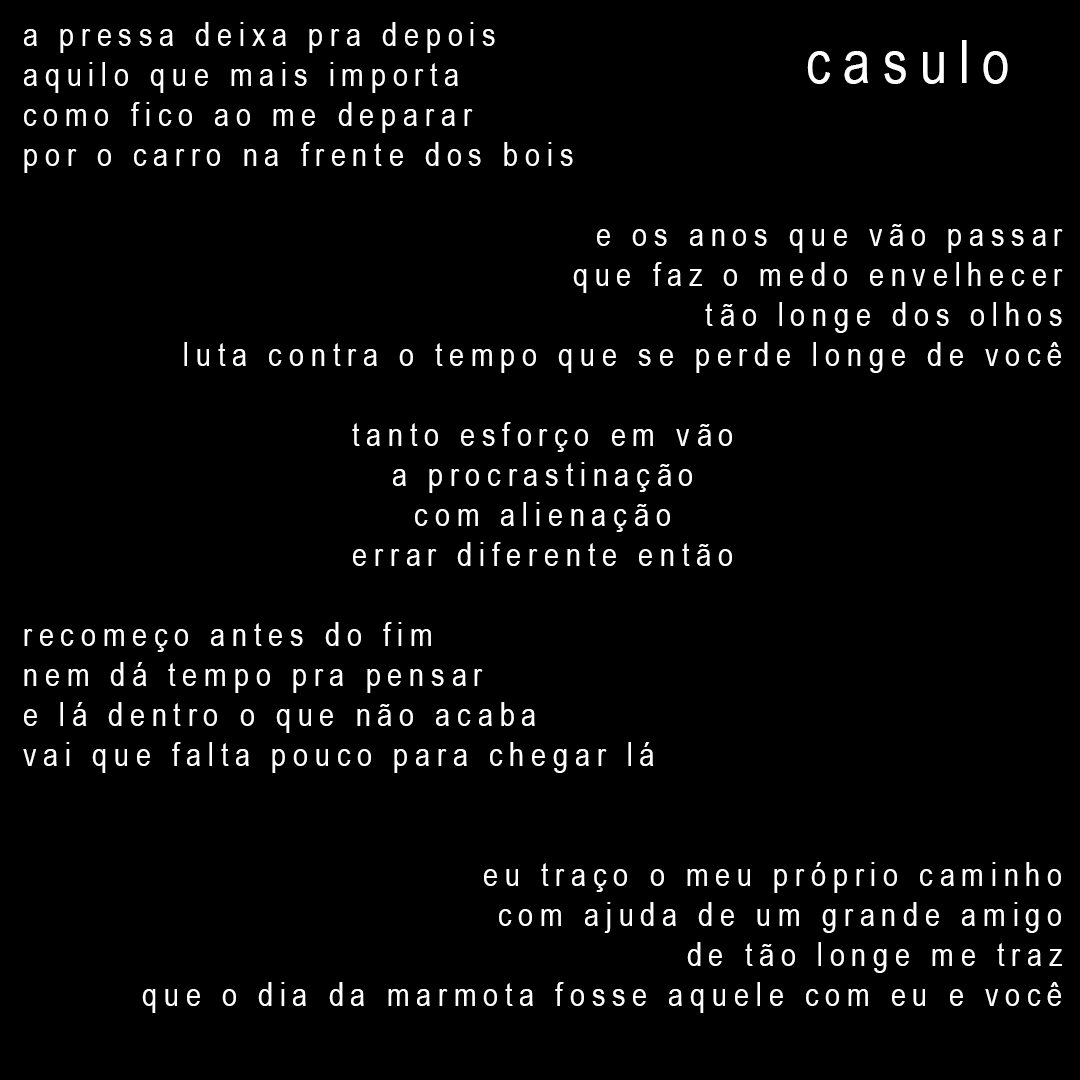 casulo
a pressa deixa pra depois
aquilo que mais importa
como fico ao me deparar
por o carro na frente dos bois
e os anos que vão passar
que faz o medo envelhecer
tão longe dos olhos
luta contra o tempo que se perde longe de você
tanto esforço em vão
a procrastinação
com alienação
errar diferente então
recomeço antes do fim
nem dá tempo pra pensar
e lá dentro o que não acaba
vai que falta pouco para chegar lá
eu traço o meu próprio caminho
com ajuda de um grande amigo
de tão longe me traz
que o dia da marmota fosse aquele com eu e você